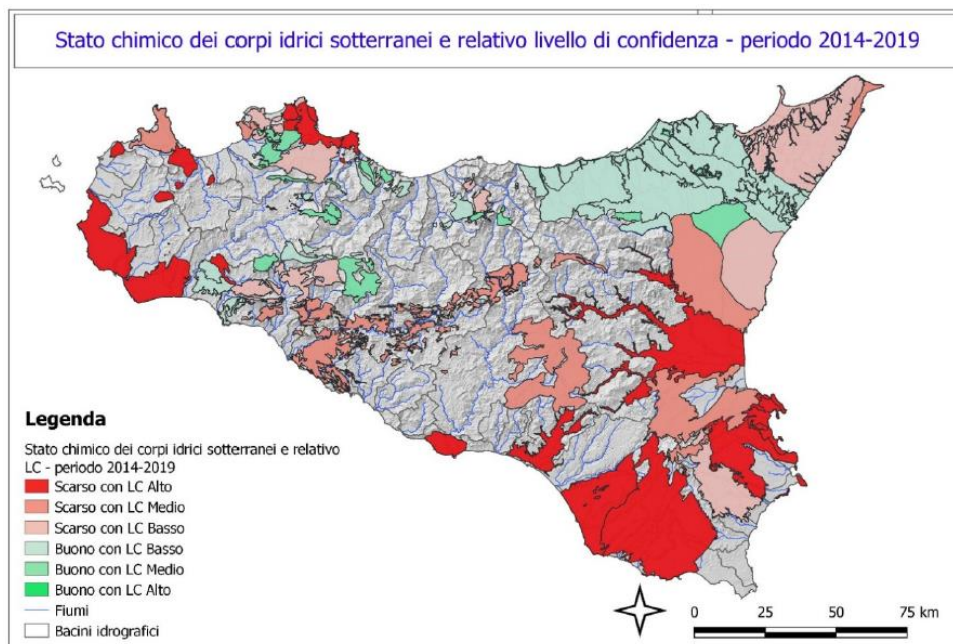 Stato chimico dei corpi idrici sotterranei e relativo livello di confidenza - periodo 2014-2019
Legenda
Stato chimico dei corpi idrici sotterranei e relativo
LC - periodo 2014-2019
Scarso con LC Alto
Scarso con LC Medio
Scarso con LC Basso
Buono con LC Basso
Buono con LC Medio
Buono con LC Alto
Fiumi
Bacini idrografici
0 25 50 75 km